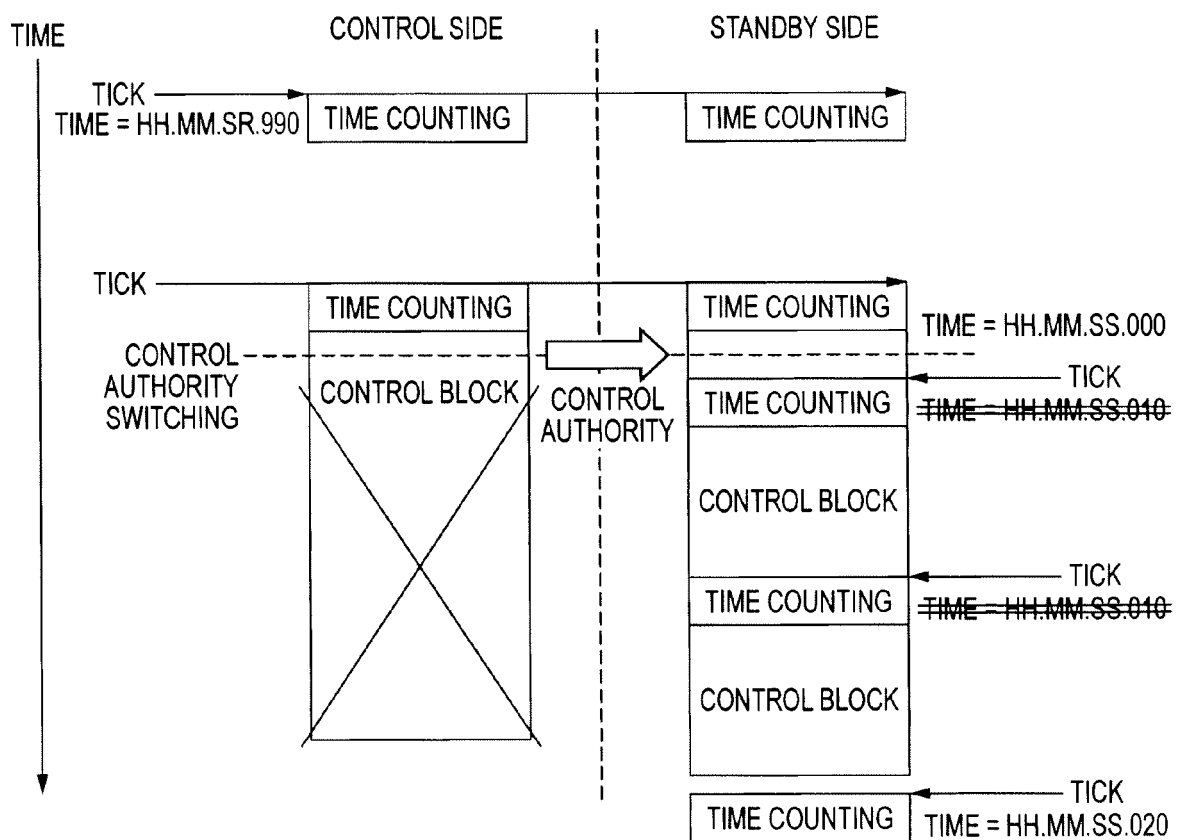 TIME
CONTROL SIDE
STANDBY SIDE
TICK
TIME = HH.MM.SR.990
TIME COUNTING
TIME COUNTING
TICK
TIME COUNTING
TIME COUNTING
TIME = HH.MM.SS.000
CONTROL
AUTHORITY
SWITCHING
CONTROL BLOCK
CONTROL
AUTHORITY
TICK
TIME COUNTING
TIME = HH.MM.SS.010
CONTROL BLOCK
TICK
TIME COUNTING
TIME = HH.MM.SS.010
CONTROL BLOCK
TICK
TIME COUNTING
TIME = HH.MM.SS.020